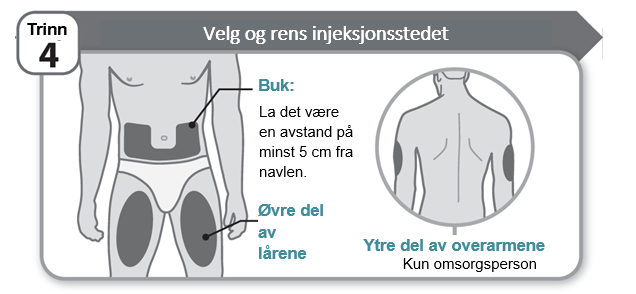 Trinn
4
Velg og rens injeksjonsstedet
Buk:
La det være
en avstand på
minst 5 cm fra
navlen.
Øvre del
av
lårene
Ytre del av overarmene
Kun omsorgsperson